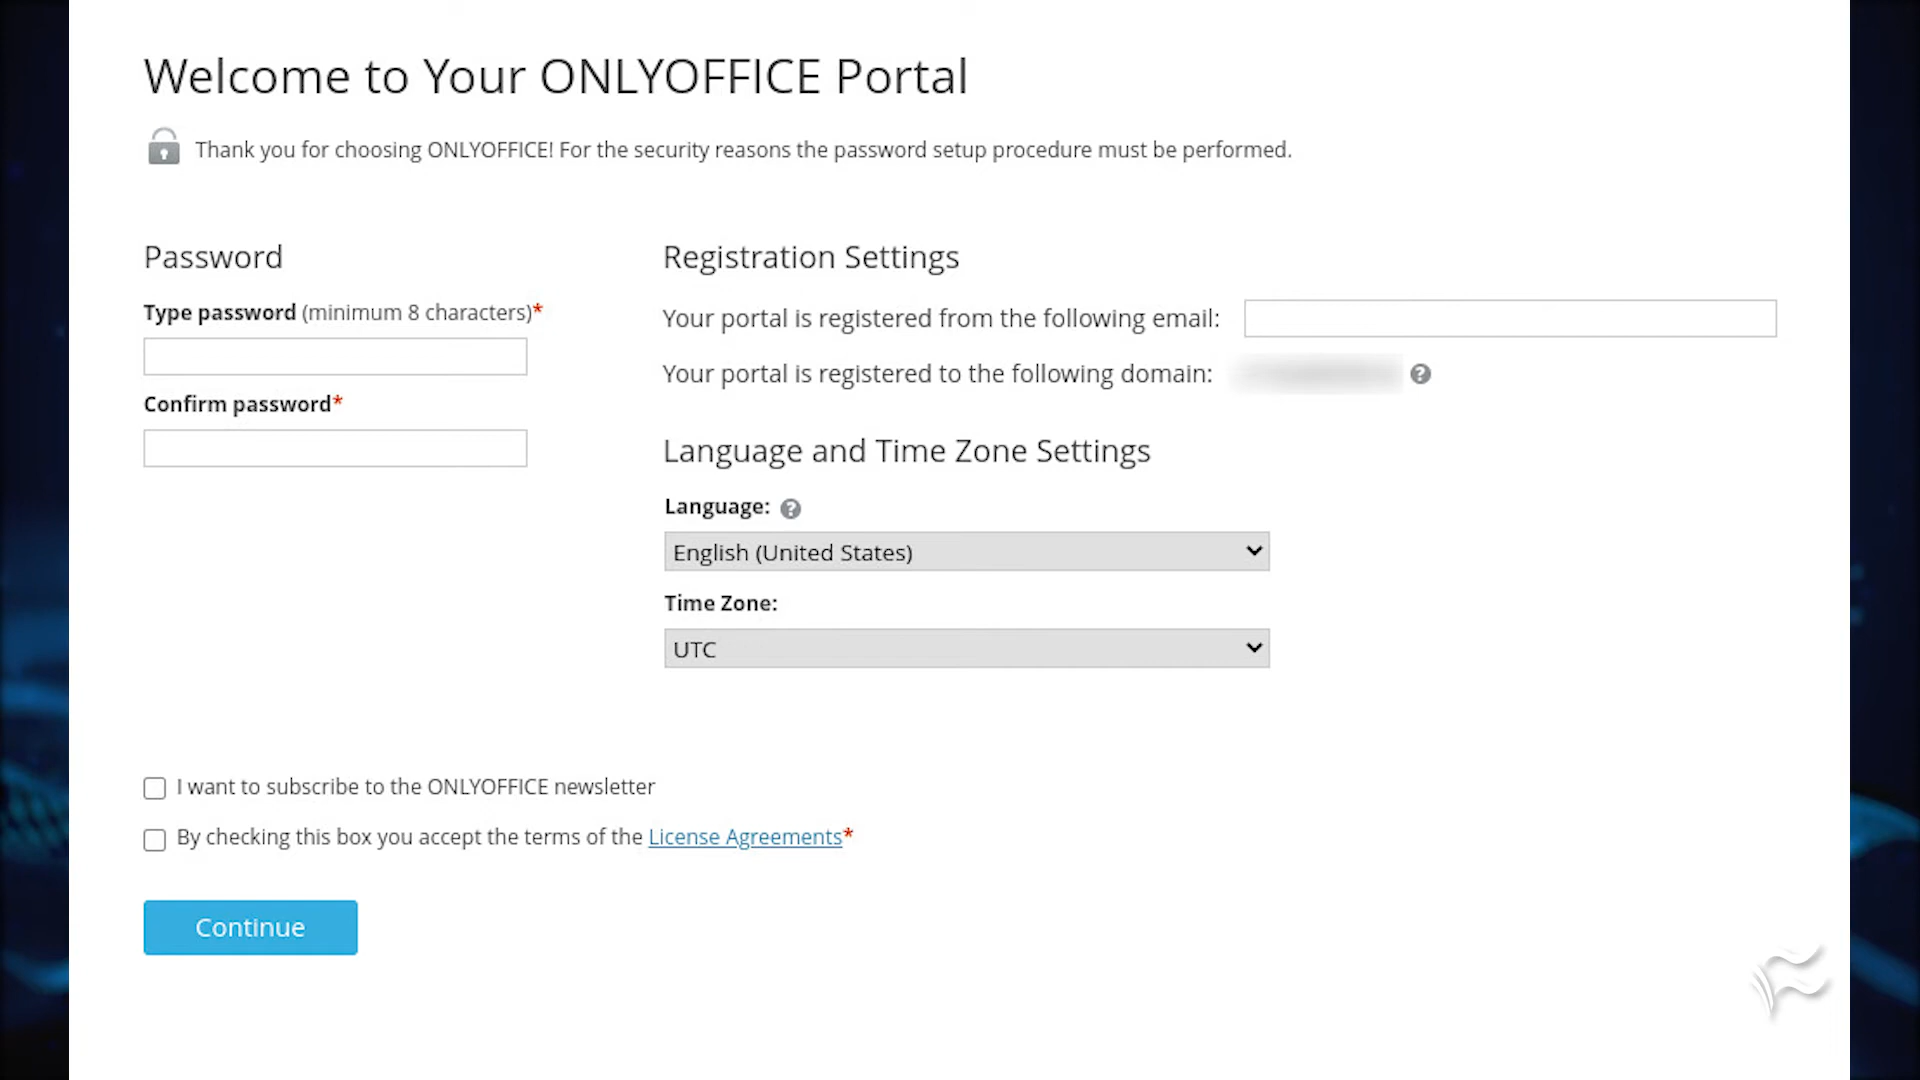 Welcome to Your ONLYOFFICE Portal
Thank you for choosing ONLYOFFICE! For the security reasons the password setup procedure must be performed.
Password
Type password (minimum 8 characters)*
Confirm password*
Registration Settings
Your portal is registered from the following email:
Your portal is registered to the following domain:
Language and Time Zone Settings
Language:
English (United States)
Time Zone:
UTC
I want to subscribe to the ONLYOFFICE newsletter
By checking this box you accept the terms of the License Agreements*
Continue